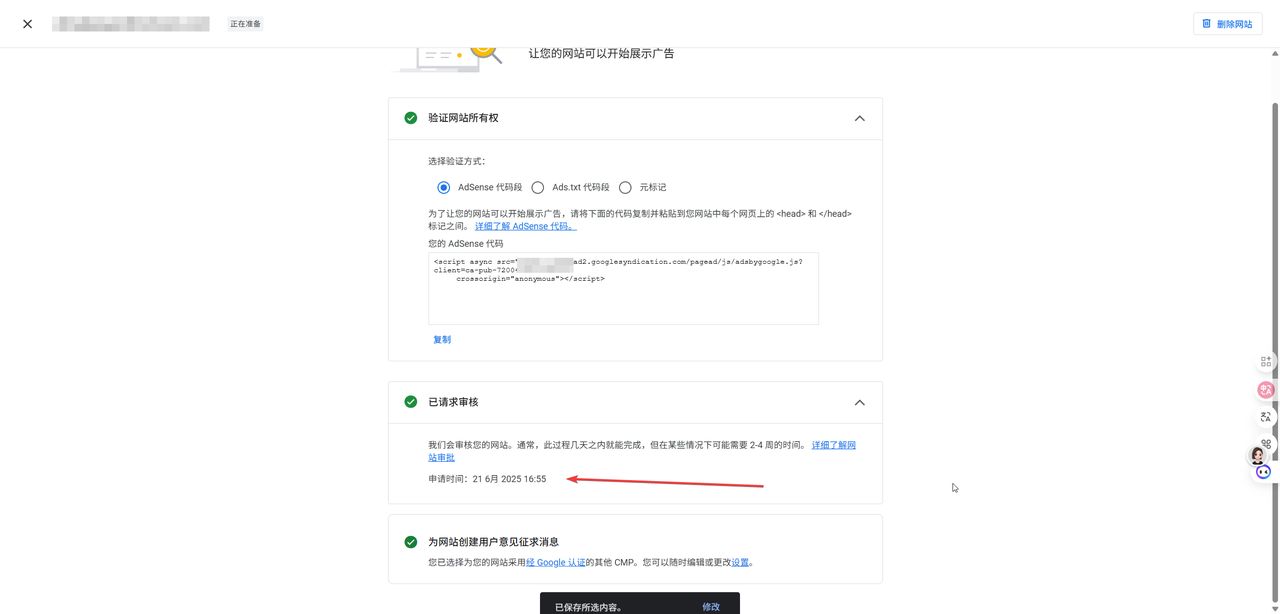 正在准备
删除网站
让您的网站可以开始展示广告
验证网站所有权
选择验证方式：
AdSense 代码段
Ads.txt 代码段
元标记
为了让您的网站可以开始展示广告，请将下面的代码复制并粘贴到您网站中每个网页上的 <head> 和 </head>
标记之间。 详细了解 AdSense 代码。
您的 AdSense 代码
<script async src="
ad2.googlesyndication.com/pagead/js/adsbygoogle.js?
client=ca-pub-7200
crossorigin="anonymous"></script>
复制
已请求审核
我们会审核您的网站。通常，此过程几天之内就能完成，但在某些情况下可能需要 2-4 周的时间。 详细了解网
站审批
申请时间：21 6月 2025 16:55
为网站创建用户意见征求消息
您已选择为您的网站采用经 Google 认证的其他 CMP。您可以随时编辑或更改设置。
已保存所选内容。
修改